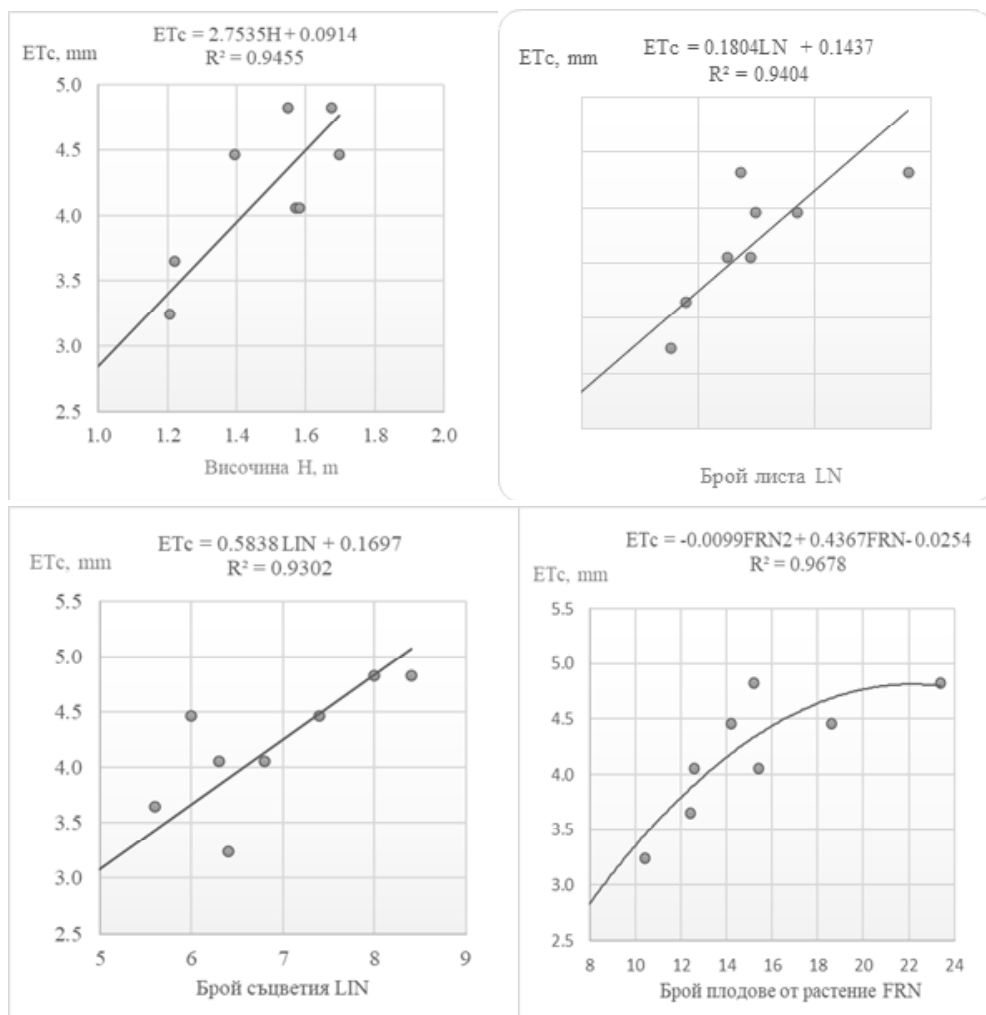 ETc = 2.7535H + 0.0914
R² = 0.9455
ETc, mm
5.0
4.5
4.0
3.5
3.0
2.5
1.0 1.2 1.4 1.6 1.8 2.0
Височина H, m
ETc = 0.1804LN + 0.1437
R² = 0.9404
ETc, mm
Брой листа LN
ETc = 0.5838LIN + 0.1697
R² = 0.9302
ETc, mm
5.5
5.0
4.5
4.0
3.5
3.0
2.5
5 6 7 8 9
Брой съцветия LIN
ETc = -0.0099FRN2 + 0.4367FRN- 0.0254
R² = 0.9678
ETc, mm
5.5
5.0
4.5
4.0
3.5
3.0
2.5
8 10 12 14 16 18 20 22 24
Брой плодове от растение FRN